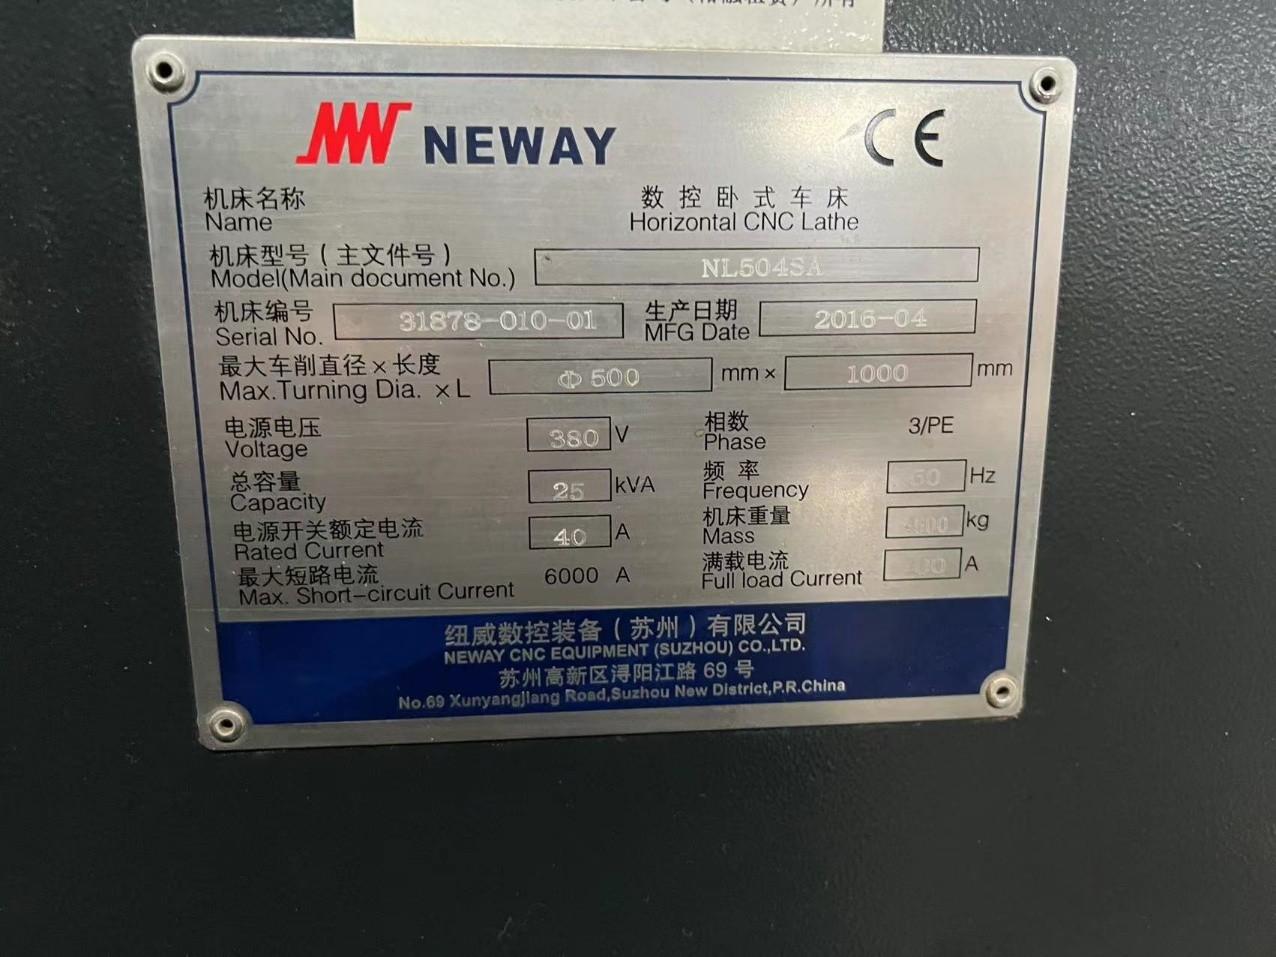 NEWAY
CE
机床名称 数控卧式车床
Name Horizontal CNC Lathe
机床型号(主文件号)
Model(Main document No.) NL504SA
机床编号 31878-010-01 生产日期 2016-04
Serial No. MFG Date
最大车削直径×长度 Φ500 mm × 1000 mm
Max.Turning Dia. ×L
电源电压 380 V 相数 3/PE
Voltage Phase
总容量 25 kVA 频率 Hz
Capacity Frequency
电源开关额定电流 40 A 机床重量 kg
Rated Current Mass
最大短路电流 6000 A 满载电流 A
Max. Short-circuit Current Full load Current
纽威数控装备(苏州)有限公司
NEWAY CNC EQUIPMENT (SUZHOU) CO.,LTD.
苏州高新区浔阳江路 69 号
No.69 Xunyangjiang Road,Suzhou New District,P.R.China